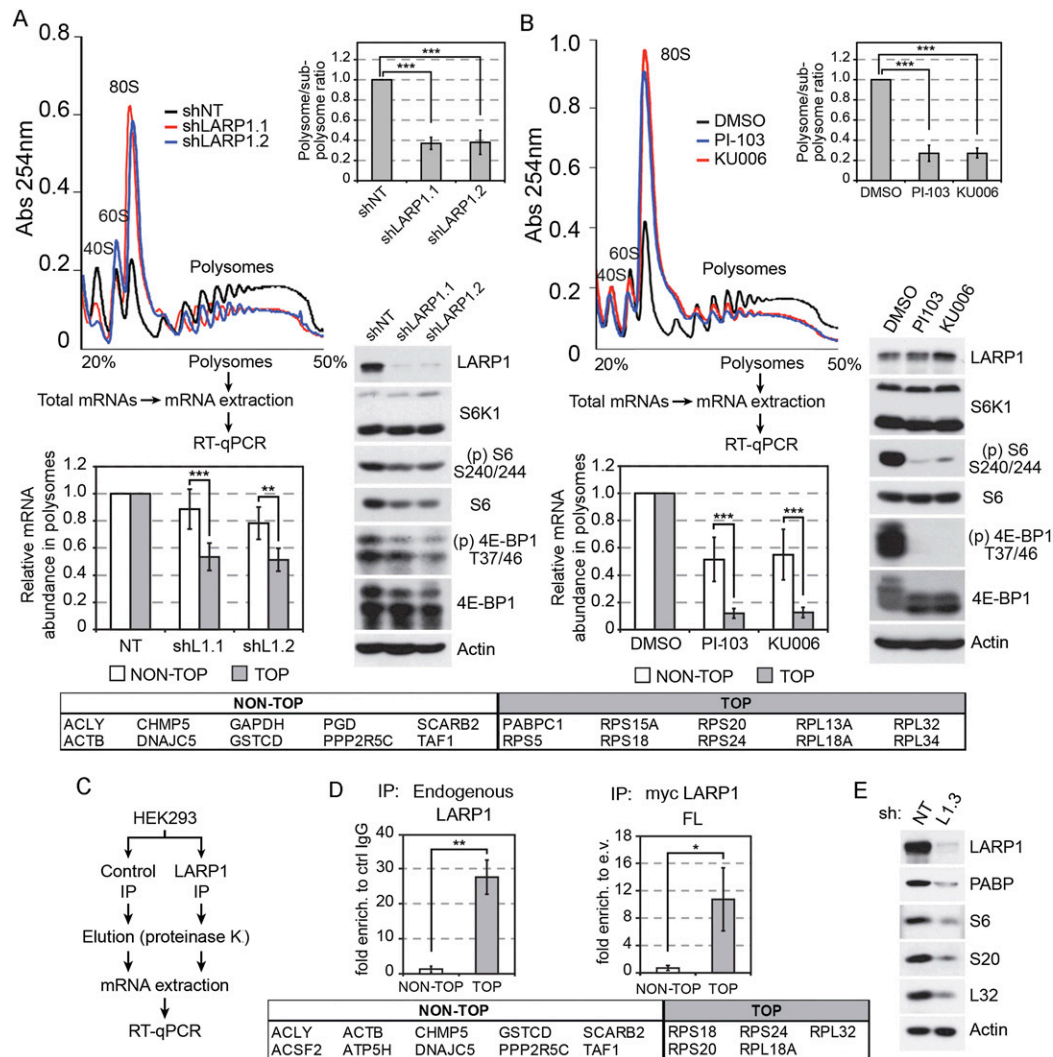 A
Abs 254nm
0.8
0.6
0.4
0.2
0
80S
60S
40S
shNT
shLARP1.1
shLARP1.2
Polysomes
20%
50%
Polysome/sub-
polysome ratio
1.2
1.0
0.8
0.6
0.4
0.2
***
***
shNT
shLARP1.1
shLARP1.2
Polysomes
Total mRNAs
mRNA extraction
RT-qPCR
Relative mRNA
abundance in polysomes
1.2
1.0
0.8
0.6
0.4
0.2
0
***
**
NT
shL1.1
shL1.2
NON-TOP
TOP
shNT
shLARP1.1
shLARP1.2
LARP1
S6K1
(p) S6
S240/244
S6
(p) 4E-BP1
T37/46
4E-BP1
Actin
B
Abs 254nm
1.0
0.8
0.6
0.4
0.2
0
80S
60S
40S
DMSO
PI-103
KU006
Polysomes
20%
50%
Polysome/sub-
polysome ratio
1.2
1.0
0.8
0.6
0.4
0.2
***
***
DMSO
PI-103
KU006
Polysomes
Total mRNAs
mRNA extraction
RT-qPCR
Relative mRNA
abundance in polysomes
1.2
1.0
0.8
0.6
0.4
0.2
0
***
***
DMSO
PI-103
KU006
NON-TOP
TOP
DMSO
PI103
KU006
LARP1
S6K1
(p) S6
S240/244
S6
(p) 4E-BP1
T37/46
4E-BP1
Actin
NON-TOP TOP
ACLY CHMP5 GAPDH PGD SCARB2 PABPC1 RPS15A RPS20 RPL13A RPL32
ACTB DNAJC5 GSTCD PPP2R5C TAF1 RPS5 RPS18 RPS24 RPL18A RPL34
C
HEK293
Control LARP1
IP IP
Elution (proteinase K.)
mRNA extraction
RT-qPCR
D
IP: Endogenous
LARP1
fold enrich. to ctrl IgG
40
30
20
10
0
**
NON-TOP TOP
IP: myc LARP1
FL
fold enrich. to e.v.
18
16
12
8
4
0
*
NON-TOP TOP
NON-TOP TOP
ACLY ACTB CHMP5 GSTCD SCARB2 RPS18 RPS24 RPL32
ACSF2 ATP5H DNAJC5 PPP2R5C TAF1 RPS20 RPL18A
E
sh: NT L1.3
LARP1
PABP
S6
S20
L32
Actin